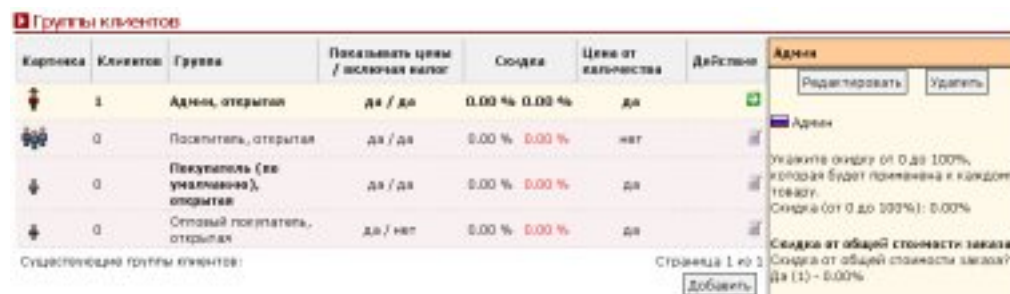 Группы клиентов
Картинка Клиентов Группа Показывать цены / включая налог Скидка Цена от количества Действие
1 Админ, открытая да / да 0.00 % 0.00 % да
0 Посетитель, открытая да / да 0.00 % 0.00 % нет
0 Покупатель (по умолчанию), открытая да / да 0.00 % 0.00 % да
0 Оптовый покупатель, открытая да / нет 0.00 % 0.00 % да
Существующие группы клиентов: Страница 1 из 1
Добавить
Админ
Редактировать Удалить
Админ
Укажите скидку от 0 до 100%,
которая будет применена к каждому
товару.
Скидка (от 0 до 100%): 0.00%
Скидка от общей стоимости заказа
Скидка от общей стоимости заказа?
Да (1) - 0.00%